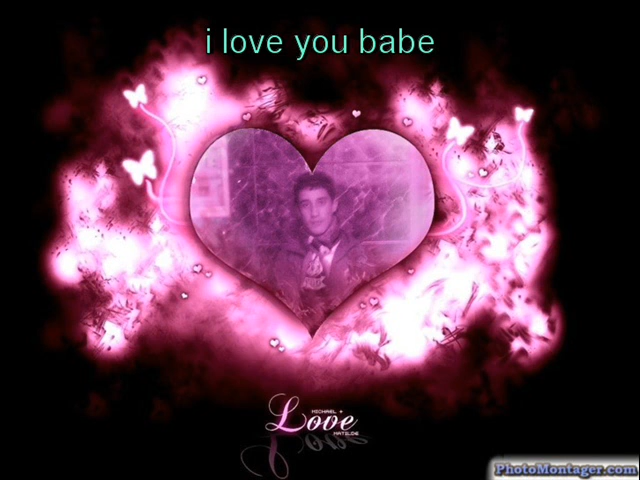 i love you babe
MICHAEL +
Love
MATILDE
PhotoMontager.com